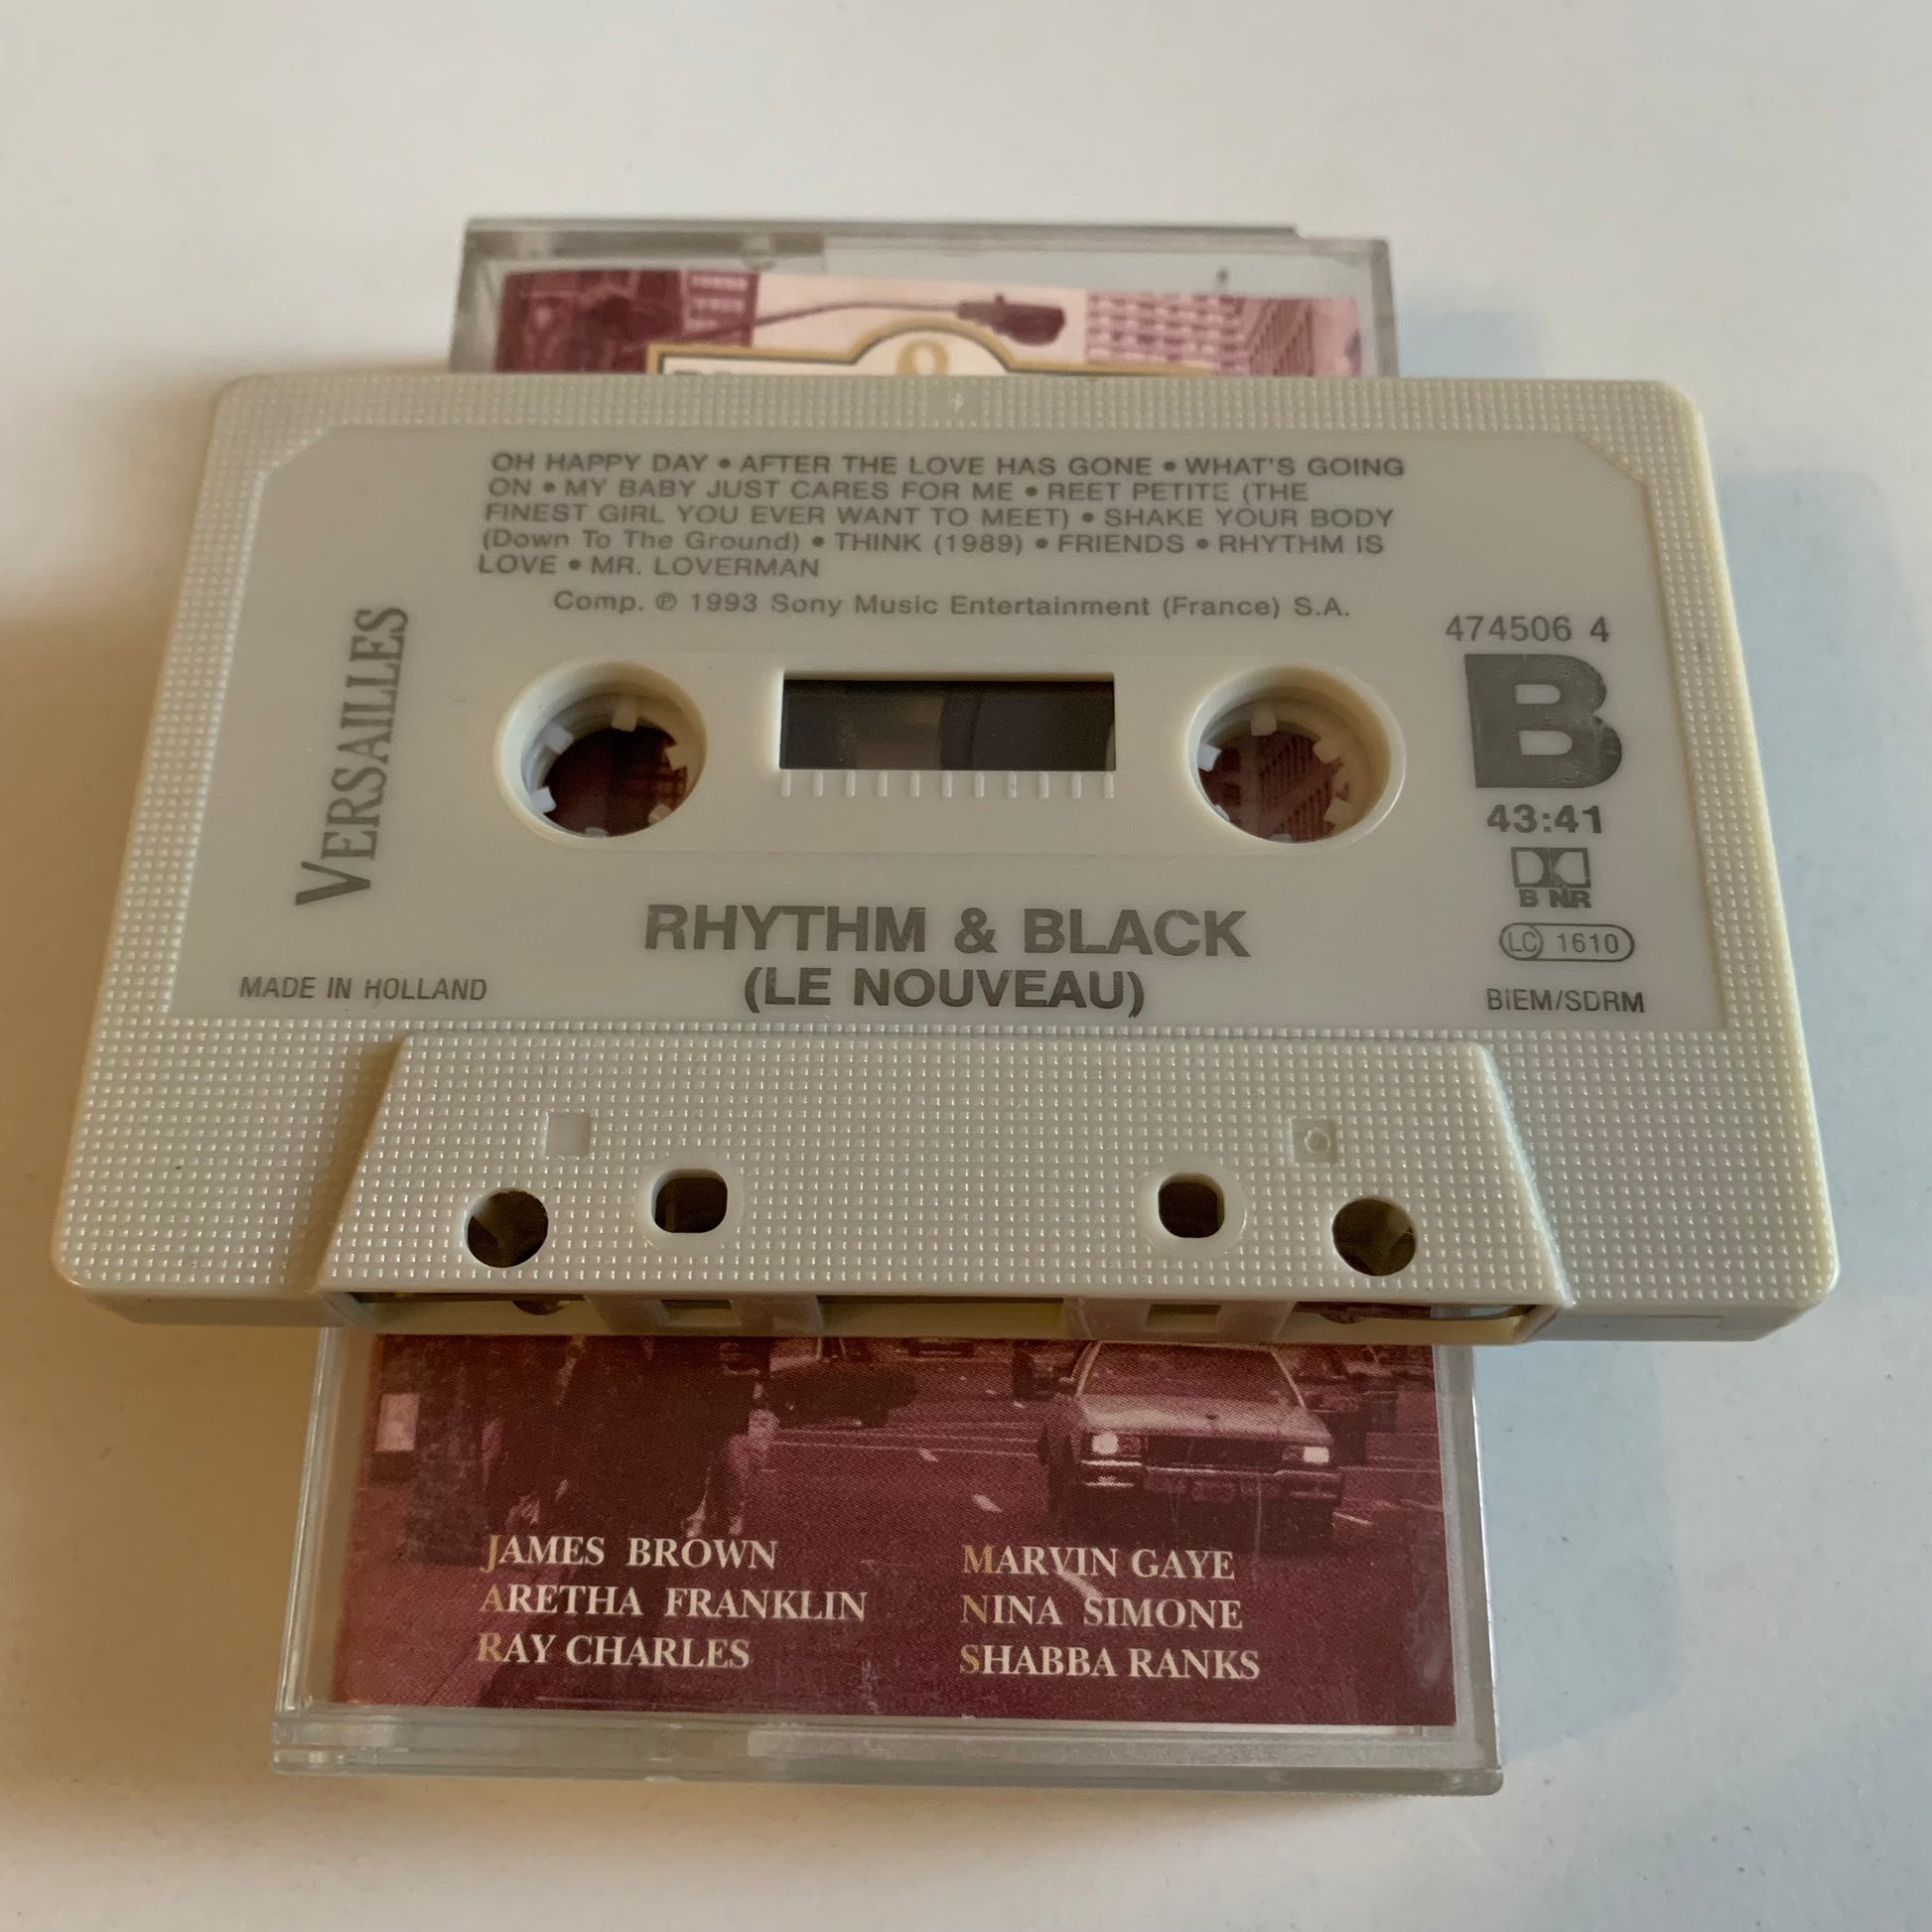 &
OH HAPPY DAY • AFTER THE LOVE HAS GONE • WHAT'S GOING
ON • MY BABY JUST CARES FOR ME • REET PETITE (THE
FINEST GIRL YOU EVER WANT TO MEET) • SHAKE YOUR BODY
(Down To The Ground) • THINK (1989) • FRIENDS • RHYTHM IS
LOVE • MR. LOVERMAN
Comp. ℗ 1993 Sony Music Entertainment (France) S.A.
VERSAILLES
474506 4
B
43:41
B NR
LC 1610
BIEM/SDRM
RHYTHM & BLACK
(LE NOUVEAU)
MADE IN HOLLAND
JAMES BROWN
ARETHA FRANKLIN
RAY CHARLES
MARVIN GAYE
NINA SIMONE
SHABBA RANKS